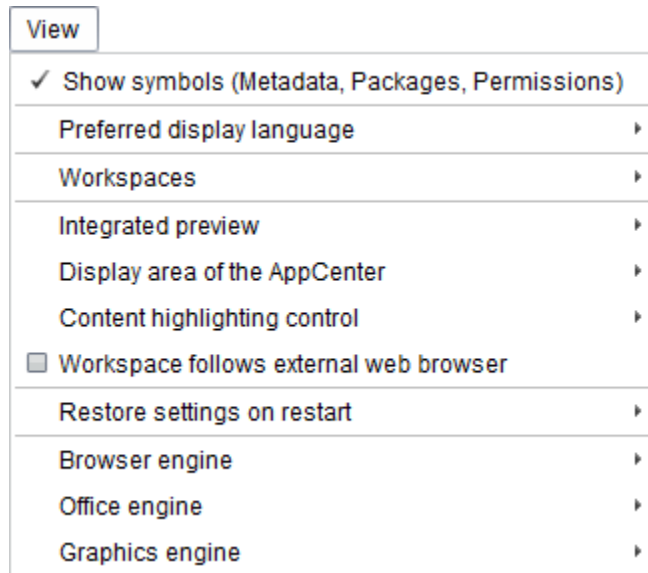 View
Show symbols (Metadata, Packages, Permissions)
Preferred display language
Workspaces
Integrated preview
Display area of the AppCenter
Content highlighting control
Workspace follows external web browser
Restore settings on restart
Browser engine
Office engine
Graphics engine